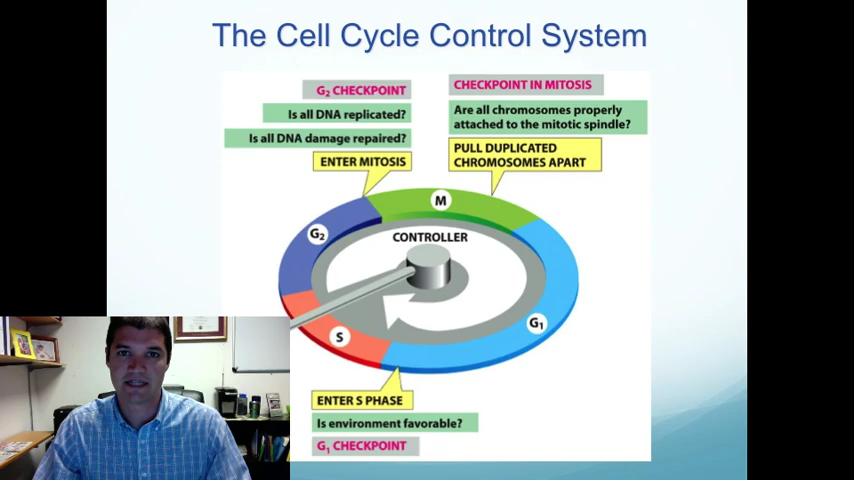 The Cell Cycle Control System
G₂ CHECKPOINT
Is all DNA replicated?
Is all DNA damage repaired?
ENTER MITOSIS
CHECKPOINT IN MITOSIS
Are all chromosomes properly
attached to the mitotic spindle?
PULL DUPLICATED
CHROMOSOMES APART
M
G₂
CONTROLLER
G₁
S
ENTER S PHASE
Is environment favorable?
G₁ CHECKPOINT